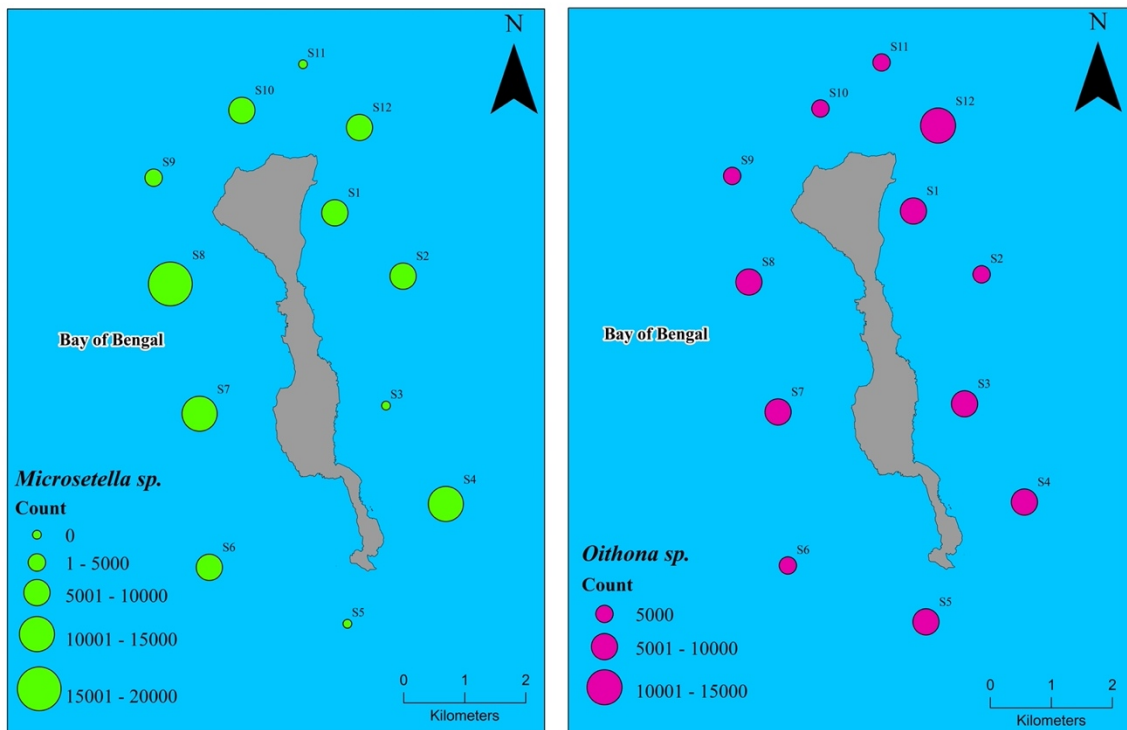 N
S11
S10
S12
S9
S1
S2
S8
Bay of Bengal
S7
S3
Microsetella sp.
S4
Count
0
1 - 5000
S6
5001 - 10000
10001 - 15000
S5
15001 - 20000
0 1 2
Kilometers
N
S11
S10
S12
S9
S1
S2
S8
Bay of Bengal
S7
S3
S4
Oithona sp.
S6
Count
5000
S5
5001 - 10000
10001 - 15000
0 1 2
Kilometers